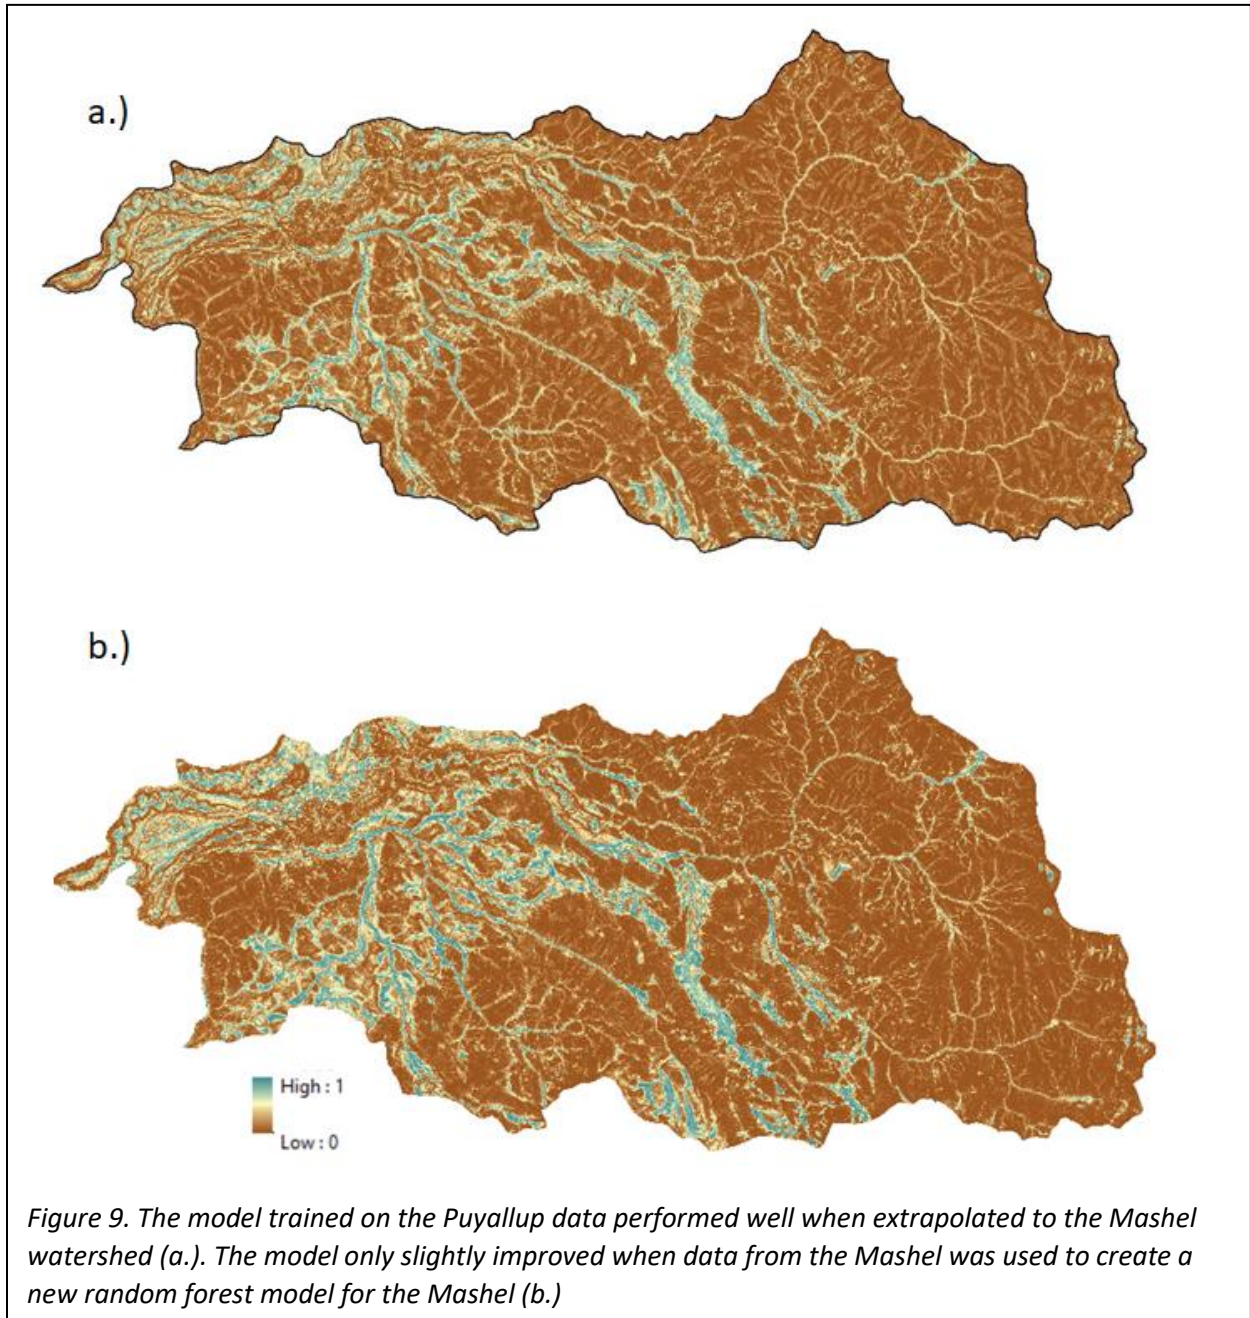 a.)
b.)
High : 1
Low : 0
Figure 9. The model trained on the Puyallup data performed well when extrapolated to the Mashel
watershed (a.). The model only slightly improved when data from the Mashel was used to create a
new random forest model for the Mashel (b.)